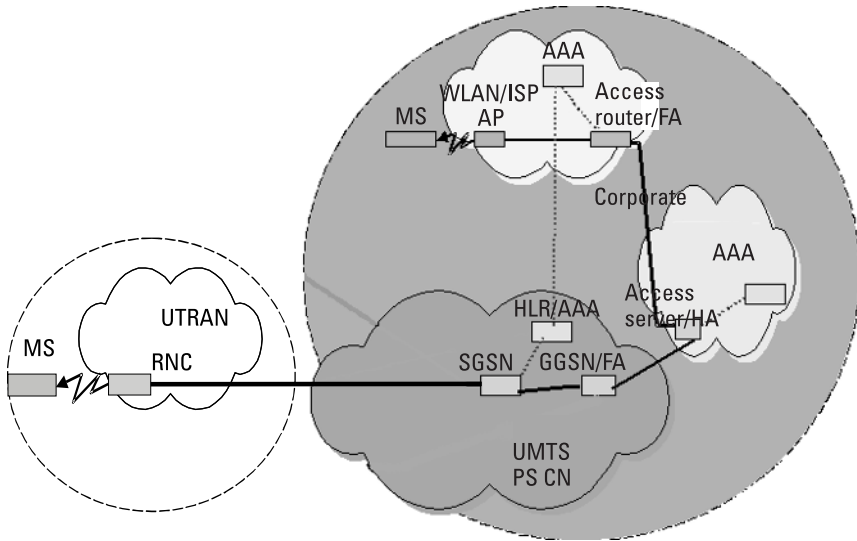 AAA
WLAN/ISP
AP
Access
router/FA
MS
Corporate
AAA
Access
server/HA
HLR/AAA
SGSN
GGSN/FA
UTRAN
MS
RNC
UMTS
PS CN